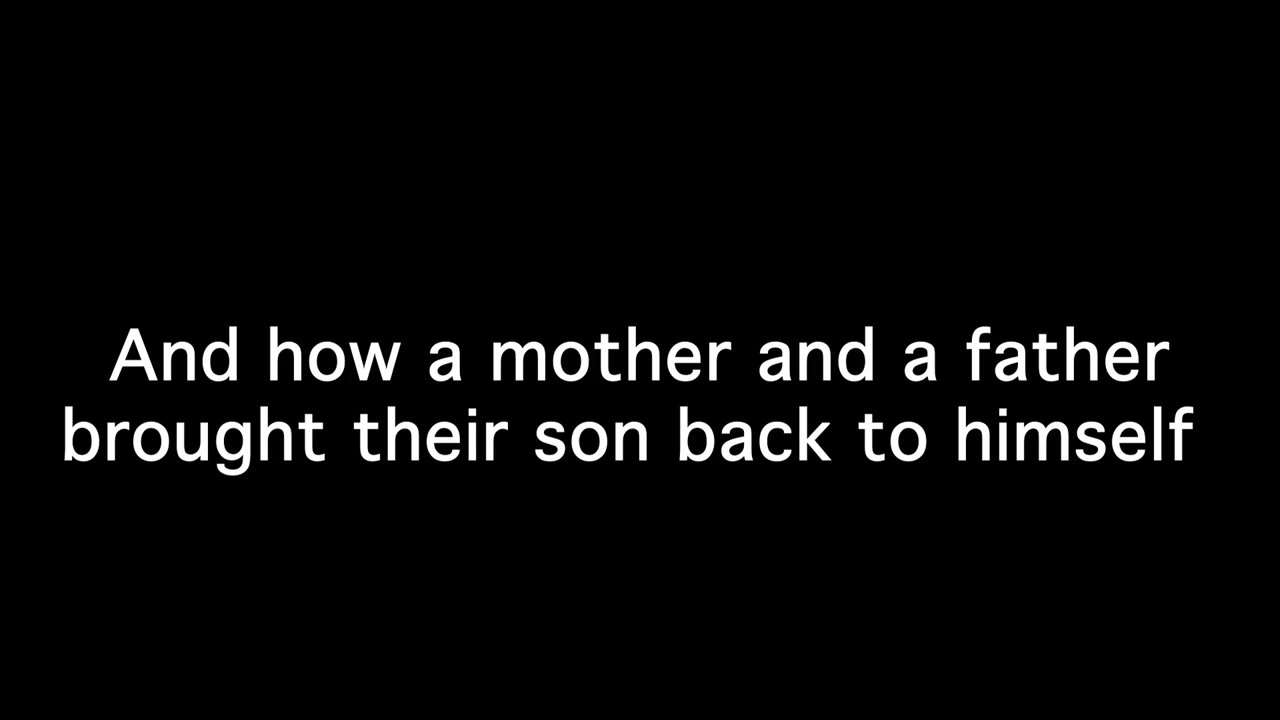 And how a mother and a father
brought their son back to himself